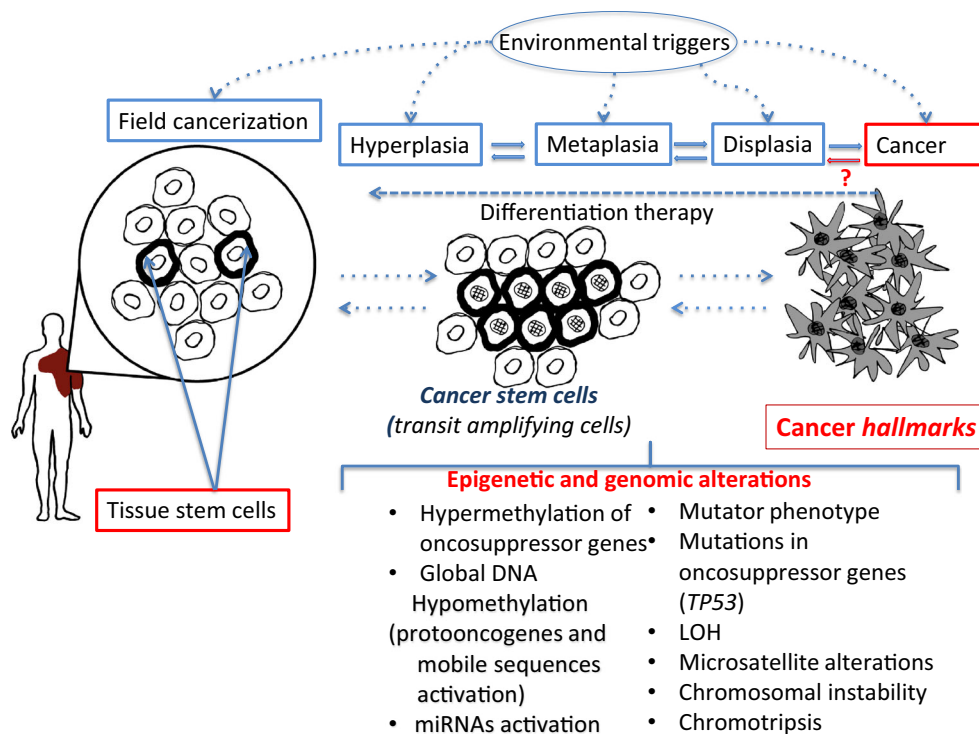 Environmental triggers
Field cancerization
Hyperplasia
Metaplasia
Displasia
Cancer
?
Differentiation therapy
Cancer stem cells
(transit amplifying cells)
Cancer hallmarks
Tissue stem cells
Epigenetic and genomic alterations
• Hypermethylation of
oncosuppressor genes
• Global DNA
Hypomethylation
(protooncogenes and
mobile sequences
activation)
• miRNAs activation
• Mutator phenotype
• Mutations in
oncosuppressor genes
(TP53)
• LOH
• Microsatellite alterations
• Chromosomal instability
• Chromotripsis